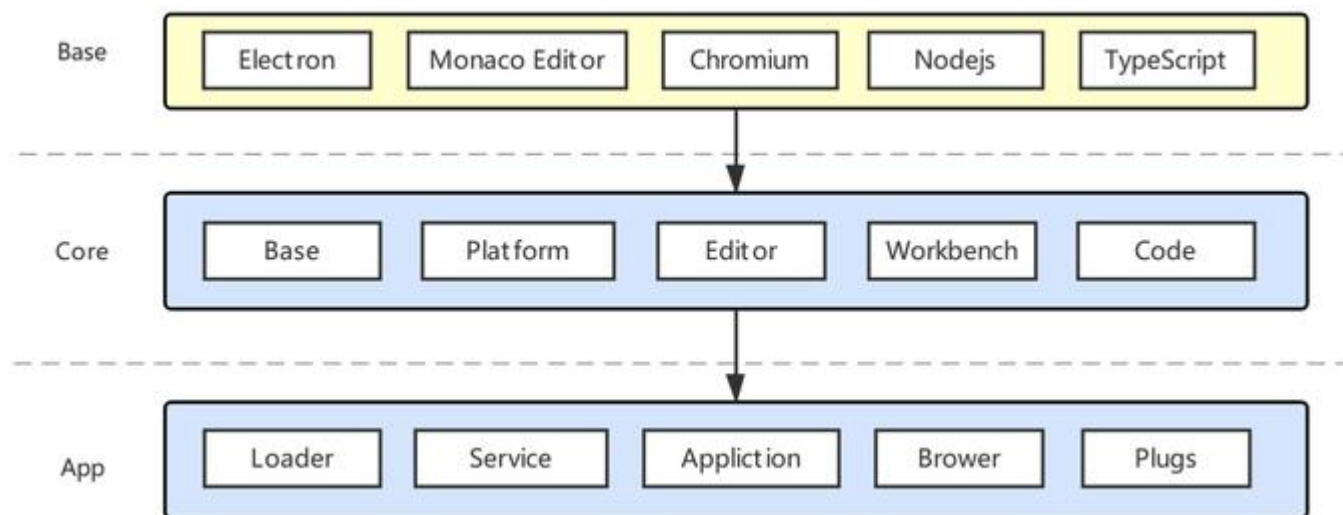 Base
Electron
Monaco Editor
Chromium
Nodejs
TypeScript
Core
Base
Platform
Editor
Workbench
Code
App
Loader
Service
Appliction
Brower
Plugs